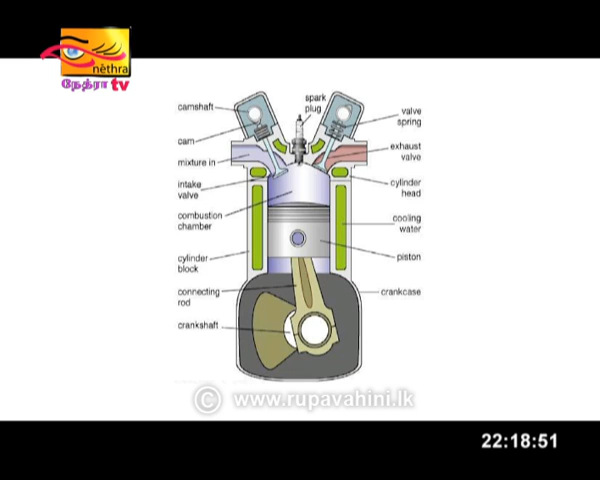 nēthra
நேத்ரா tv
camshaft
cam
mixture in
intake
valve
combustion
chamber
cylinder
block
connecting
rod
crankshaft
spark
plug
valve
spring
exhaust
valve
cylinder
head
cooling
water
piston
crankcase
© www.rupavahini.lk
22:18:51